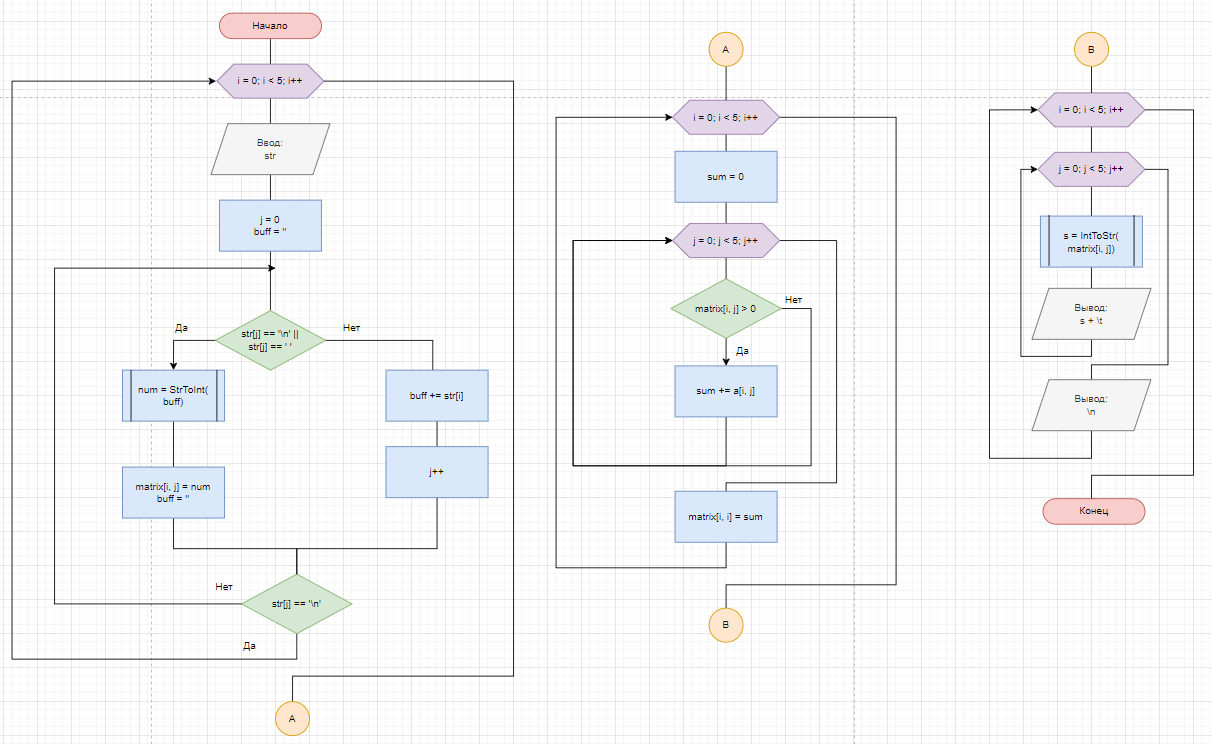 Начало
i = 0; i < 5; i++
Ввод:
str
j = 0
buff = ''
str[j] == '\n' ||
str[j] == ' '
Да
Нет
num = StrToInt(
buff)
buff += str[i]
matrix[i, j] = num
buff = ''
j++
str[j] == '\n'
Нет
Да
A
A
i = 0; i < 5; i++
sum = 0
j = 0; j < 5; j++
matrix[i, j] > 0
Нет
Да
sum += a[i, j]
matrix[i, i] = sum
B
B
i = 0; i < 5; i++
j = 0; j < 5; j++
s = IntToStr(
matrix[i, j])
Вывод:
s + \t
Вывод:
\n
Конец